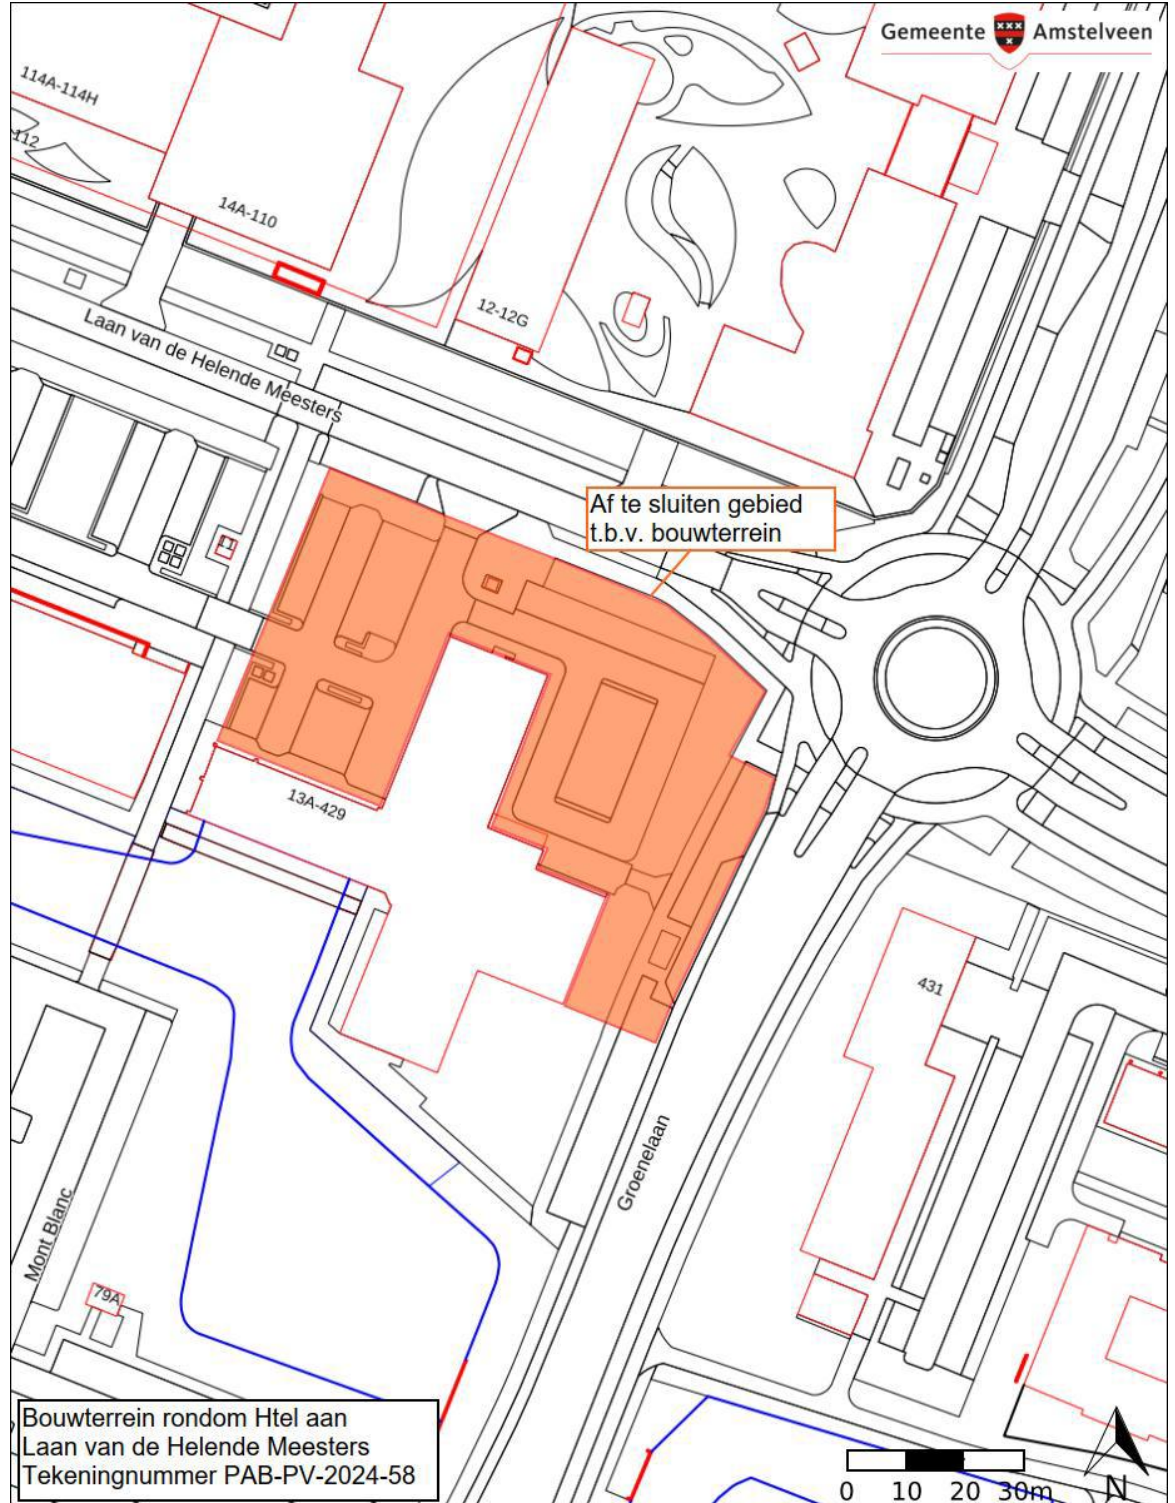 Gemeente Amstelveen
114A-114H
112
14A-110
12-12G
Laan van de Helende Meesters
Af te sluiten gebied
t.b.v. bouwterrein
11
13A-429
431
Groenelaan
Mont Blanc
79A
Bouwterrein rondom Htel aan
Laan van de Helende Meesters
Tekeningnummer PAB-PV-2024-58
0 10 20 30m
N